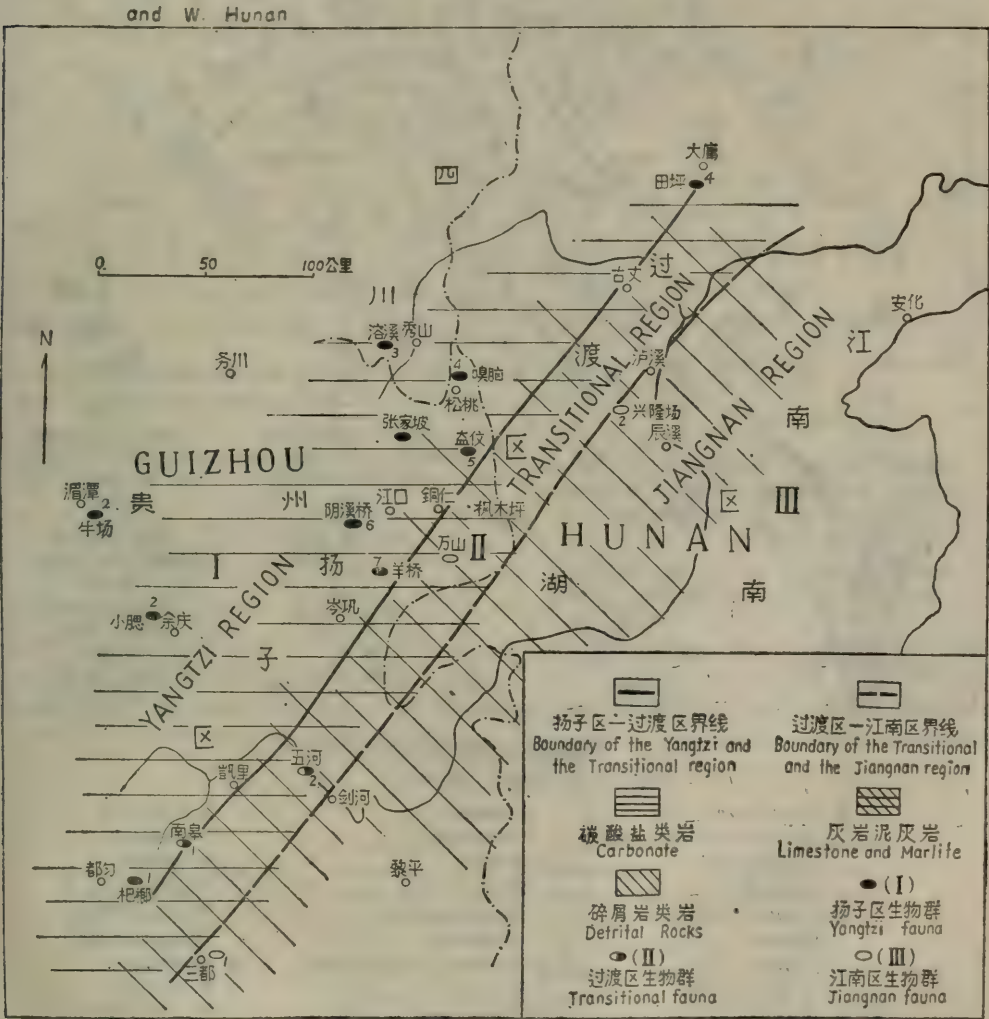 and W. Hunan
大庸
田坪 4
四
0 50 100公里
过
古丈
安化
川
江
N
溶溪 3
秀山
渡
泸溪
务川
4 嗅脑
松桃
兴隆场
2
辰溪
南
张家坡
盘伩
5
区
TRANSITIONAL REGION
JIANGNAN REGION
GUIZHOU
湄潭 2
牛场
贵
州
江口
铜仁
枫木坪
区
III
阴溪桥
6
万山
II
HUNAN
I
扬
7 羊桥
湖
南
2
小腮
余庆
岑巩
YANGTZI REGION
子
区
五河
2
凯里
剑河
南皋
1
都匀
1
杷榔
黎平
三都
1
扬子区—过渡区界线
Boundary of the Yangtzi and
the Transitional region
过渡区—江南区界线
Boundary of the Transitional
and the Jiangnan region
碳酸盐类岩
Carbonate
灰岩泥灰岩
Limestone and Marlite
碎屑岩类岩
Detrital Rocks
(I)
扬子区生物群
Yangtzi fauna
(II)
过渡区生物群
Transitional fauna
(III)
江南区生物群
Jiangnan fauna